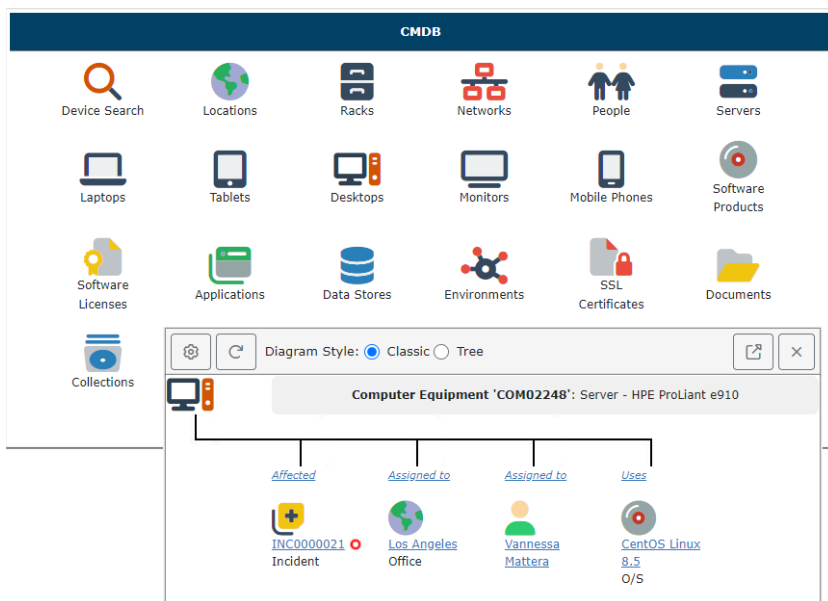 CMDB
Device Search
Locations
Racks
Networks
People
Servers
Laptops
Tablets
Desktops
Monitors
Mobile Phones
Software
Products
Software
Licenses
Applications
Data Stores
Environments
SSL
Certificates
Documents
Collections
Diagram Style: Classic Tree
Computer Equipment 'COM02248': Server - HPE ProLiant e910
Affected
Assigned to
Assigned to
Uses
INC0000021
Incident
Los Angeles
Office
Vannessa
Mattera
CentOS Linux
8.5
O/S